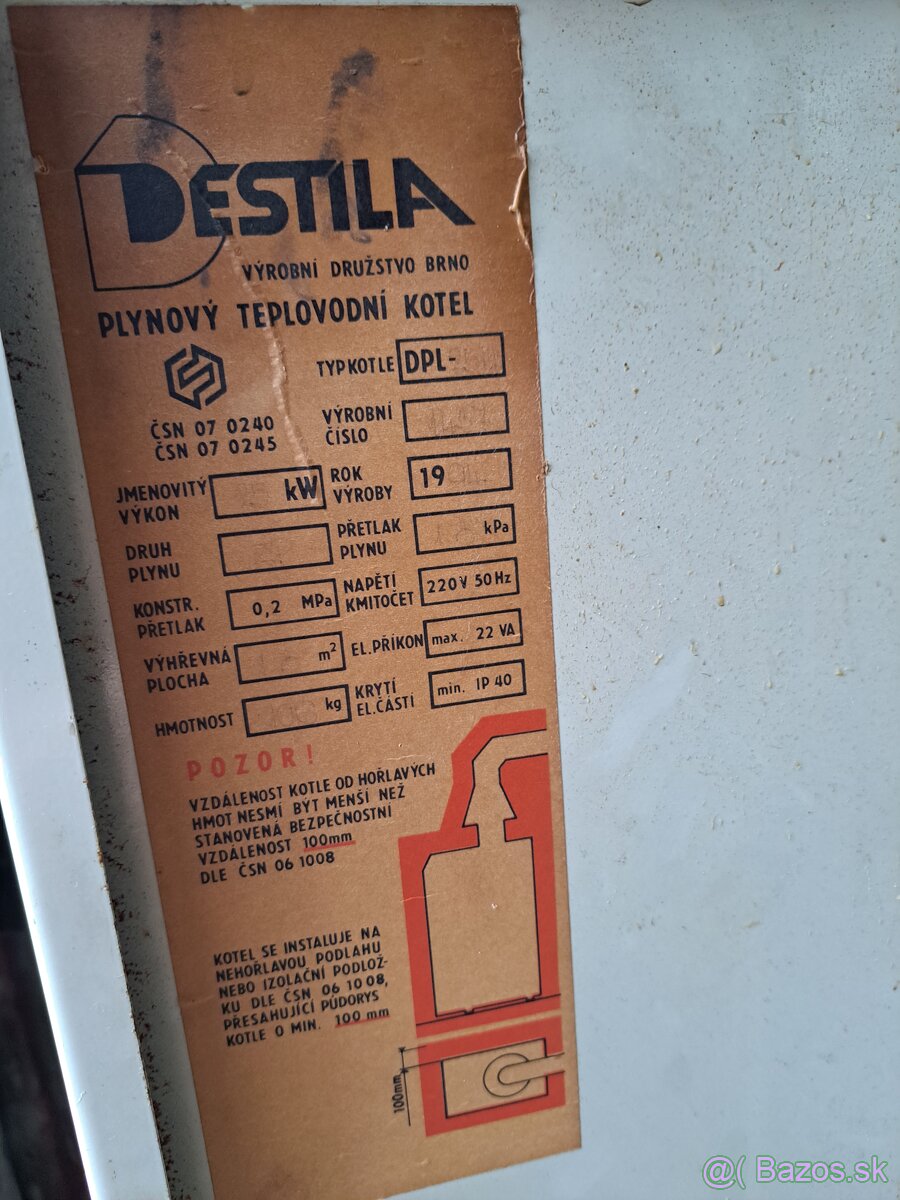 DESTILA
VÝROBNÍ DRUŽSTVO BRNO
PLYNOVÝ TEPLOVODNÍ KOTEL
ČSN 07 0240
ČSN 07 0245
TYP KOTLE DPL-
VÝROBNÍ
ČÍSLO
JMENOVITÝ
VÝKON kW
ROK
VÝROBY 19
DRUH
PLYNU
PŘETLAK
PLYNU kPa
KONSTR.
PŘETLAK 0,2 MPa
NAPĚTÍ
KMITOČET 220V 50Hz
VÝHŘEVNÁ
PLOCHA m²
EL.PŘÍKON max. 22 VA
HMOTNOST kg
KRYTÍ
EL.ČÁSTÍ min. IP 40
POZOR!
VZDÁLENOST KOTLE OD HOŘLAVÝCH
HMOT NESMÍ BÝT MENŠÍ NEŽ
STANOVENÁ BEZPEČNOSTNÍ
VZDÁLENOST 100mm
DLE ČSN 06 1008
KOTEL SE INSTALUJE NA
NEHOŘLAVOU PODLAHU
NEBO IZOLAČNÍ PODLOŽ-
KU DLE ČSN 06 10 08,
PŘESAHUJÍCÍ PŮDORYS
KOTLE O MIN. 100 mm
100mm
@( Bazos.sk